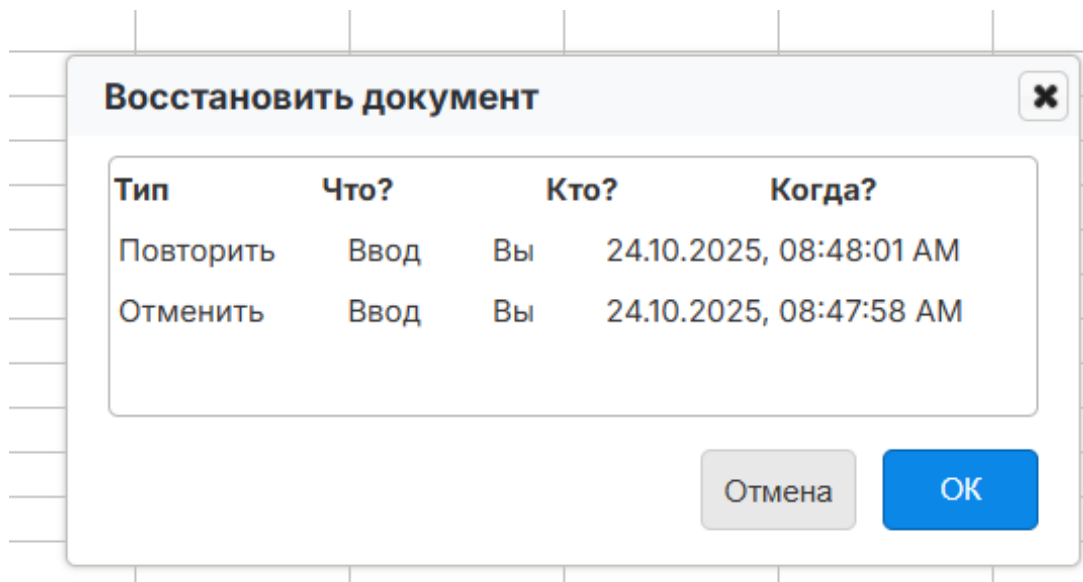 Восстановить документ
Тип Что? Кто? Когда?
Повторить Ввод Вы 24.10.2025, 08:48:01 AM
Отменить Ввод Вы 24.10.2025, 08:47:58 AM
Отмена ОК